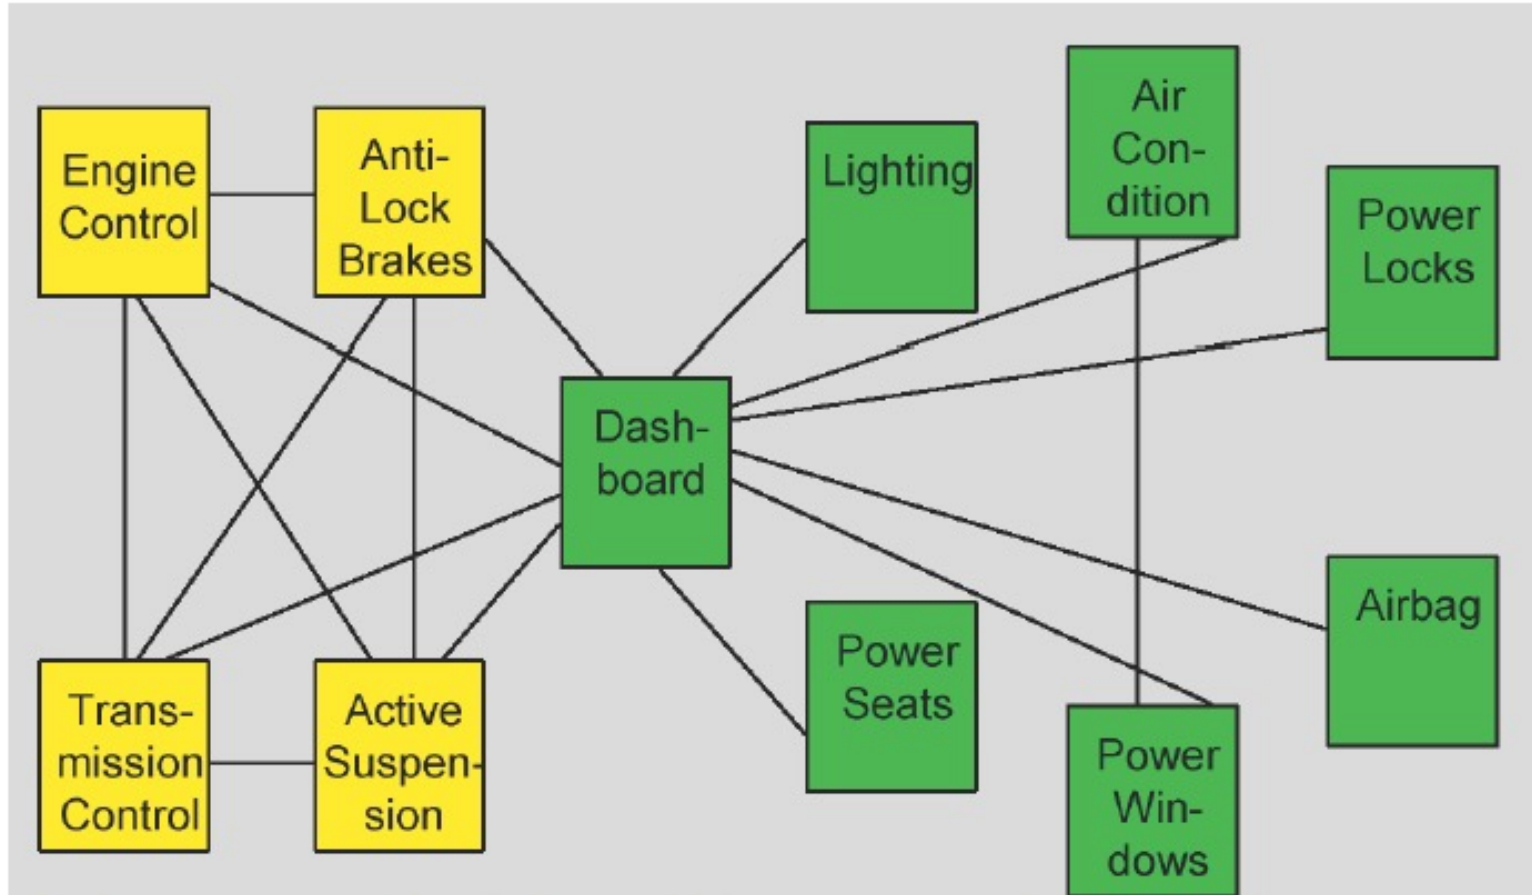 Engine
Control
Anti-
Lock
Brakes
Lighting
Air
Con-
dition
Power
Locks
Dash-
board
Trans-
mission
Control
Active
Suspen-
sion
Power
Seats
Power
Win-
dows
Airbag